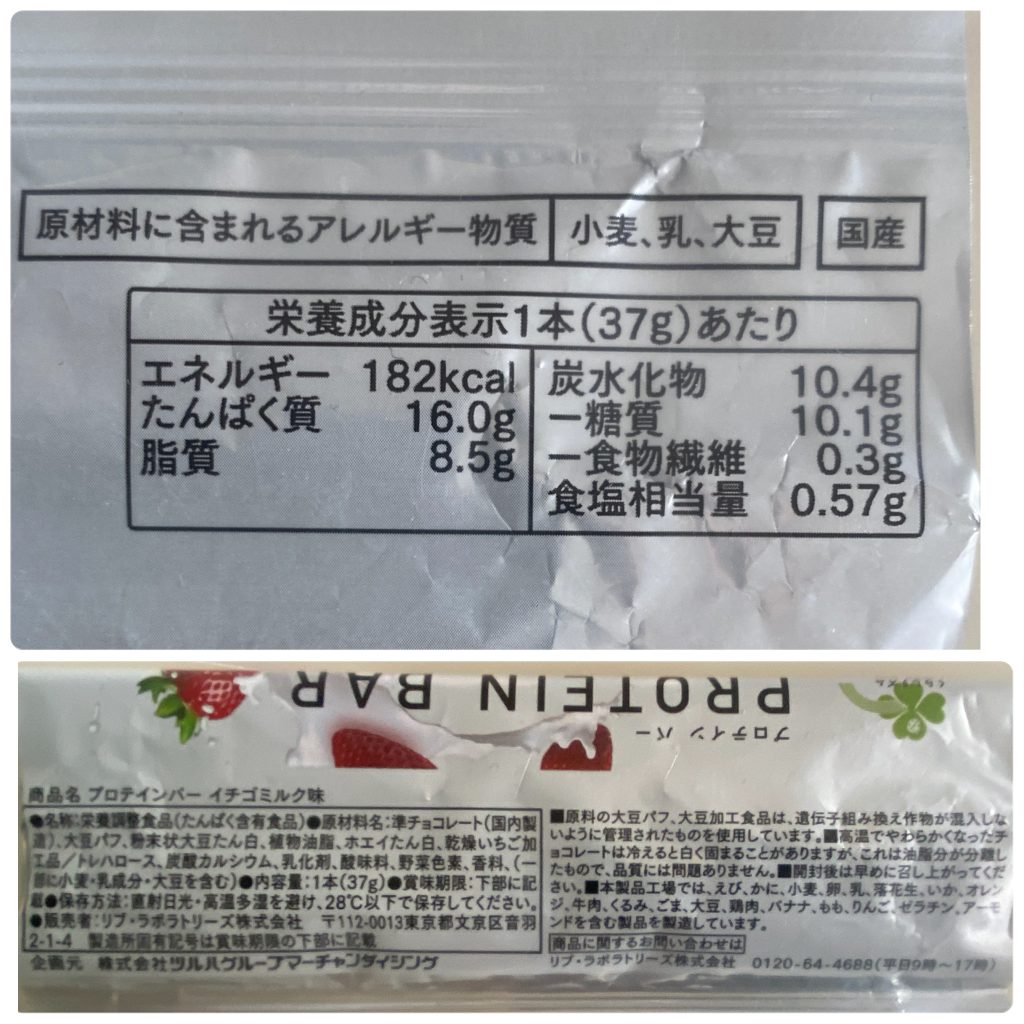 原材料に含まれるアレルギー物質 小麦、乳、大豆 国産
栄養成分表示1本(37g)あたり
エネルギー 182kcal
たんぱく質 16.0g
脂質 8.5g
炭水化物 10.4g
ー糖質 10.1g
ー食物繊維 0.3g
食塩相当量 0.57g
PROTEIN BAR
プロテイン バー
くらしリズム
商品名 プロテインバー イチゴミルク味
●名称:栄養調整食品(たんぱく含有食品)●原材料名:準チョコレート(国内製
造)、大豆パフ、粉末状大豆たん白、植物油脂、ホエイたん白、乾燥いちご加
工品/トレハロース、炭酸カルシウム、乳化剤、酸味料、野菜色素、香料、(一
部に小麦・乳成分・大豆を含む)●内容量:1本(37g)●賞味期限:下部に記
載●保存方法:直射日光・高温多湿を避け、28℃以下で保存してください。
●販売者:リブ・ラボラトリーズ株式会社 〒112-0013東京都文京区音羽
2-1-4 製造所固有記号は賞味期限の下部に記載
企画元 株式会社ツルハグループマーチャンダイジング
■原料の大豆パフ、大豆加工食品は、遺伝子組み換え作物が混入しな
いように管理されたものを使用しています。■高温でやわらかくなったチ
ョコレートは冷えると白く固まることがありますが、これは油脂分が分離し
たもので、品質には問題ありません。■開封後は早めに召し上がってくだ
さい。■本製品工場では、えび、かに、小麦、卵、乳、落花生、いか、オレン
ジ、牛肉、くるみ、ごま、大豆、鶏肉、バナナ、もも、りんご、ゼラチン、アーモ
ンドを含む製品を製造しています。
商品に関するお問い合わせは
リブ・ラボラトリーズ株式会社 0120-64-4688(平日9時～17時)